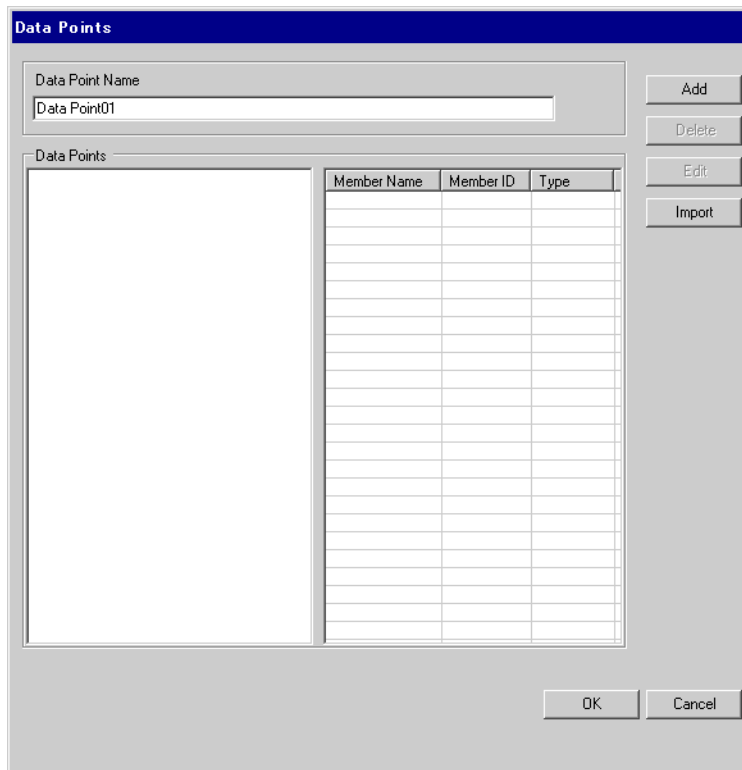 Data Points
Data Point Name
Data Point01
Add
Delete
Edit
Import
Data Points
Member Name Member ID Type
OK Cancel